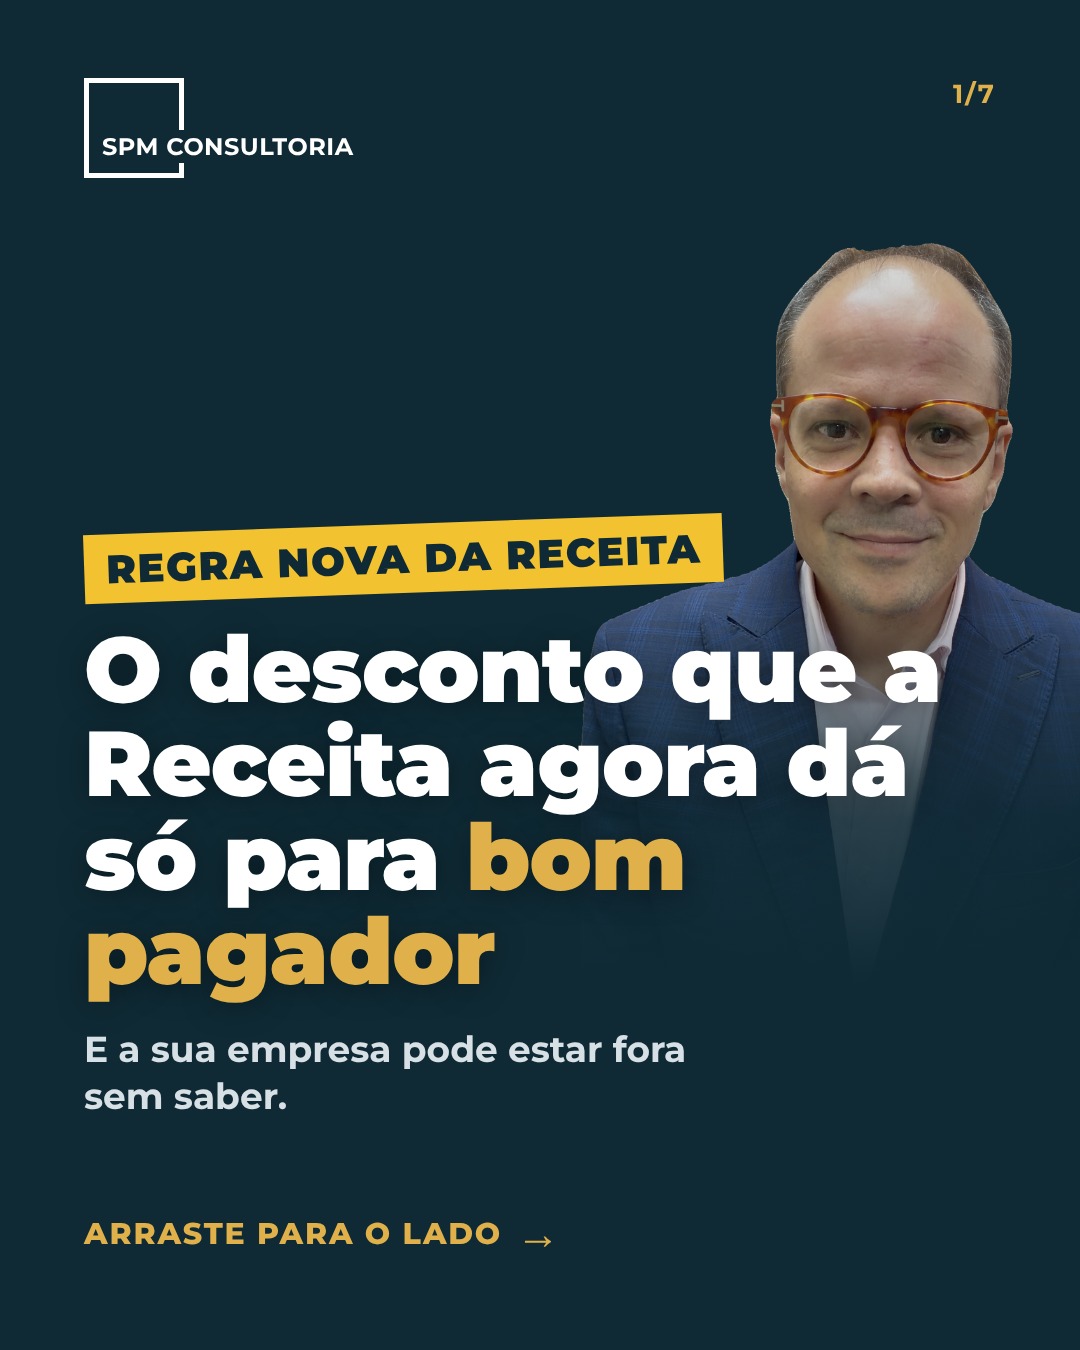 SPM CONSULTORIA
1/7
REGRA NOVA DA RECEITA
O desconto que a
Receita agora dá
só para bom
pagador
E a sua empresa pode estar fora
sem saber.
ARRASTE PARA O LADO →